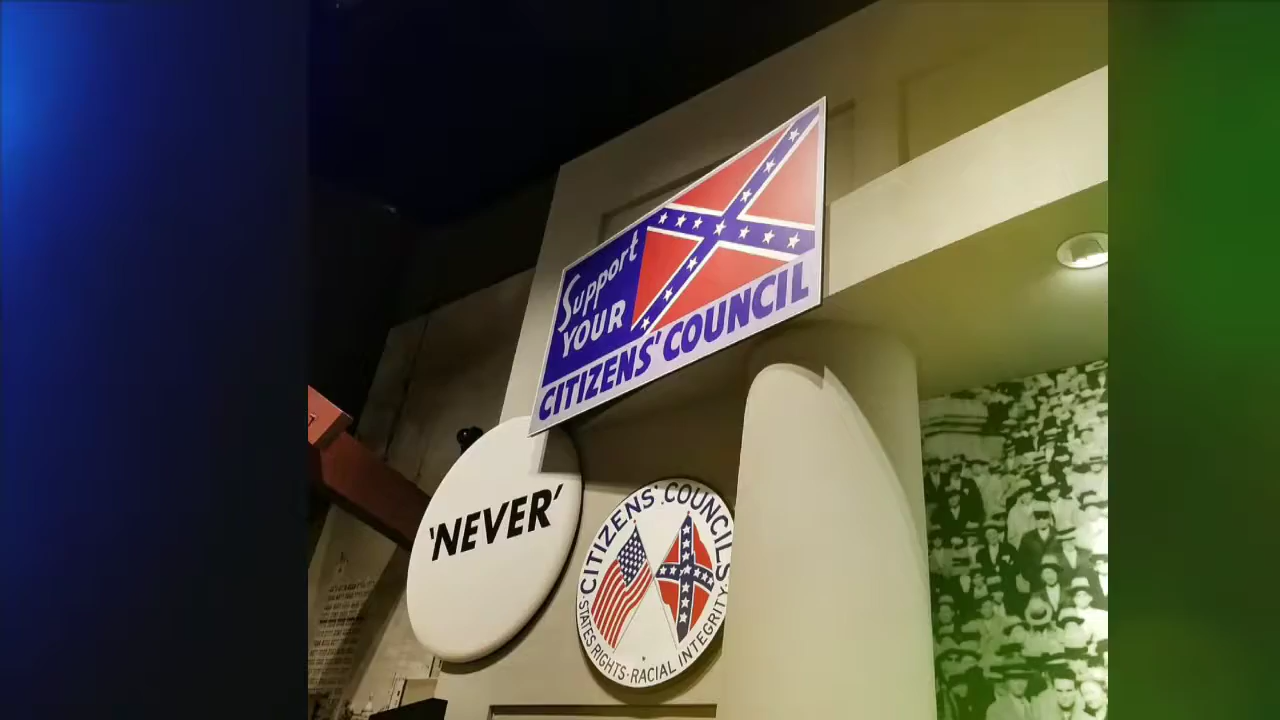 Support
YOUR
CITIZENS' COUNCIL
'NEVER'
CITIZENS' COUNCILS
STATES RIGHTS · RACIAL INTEGRITY